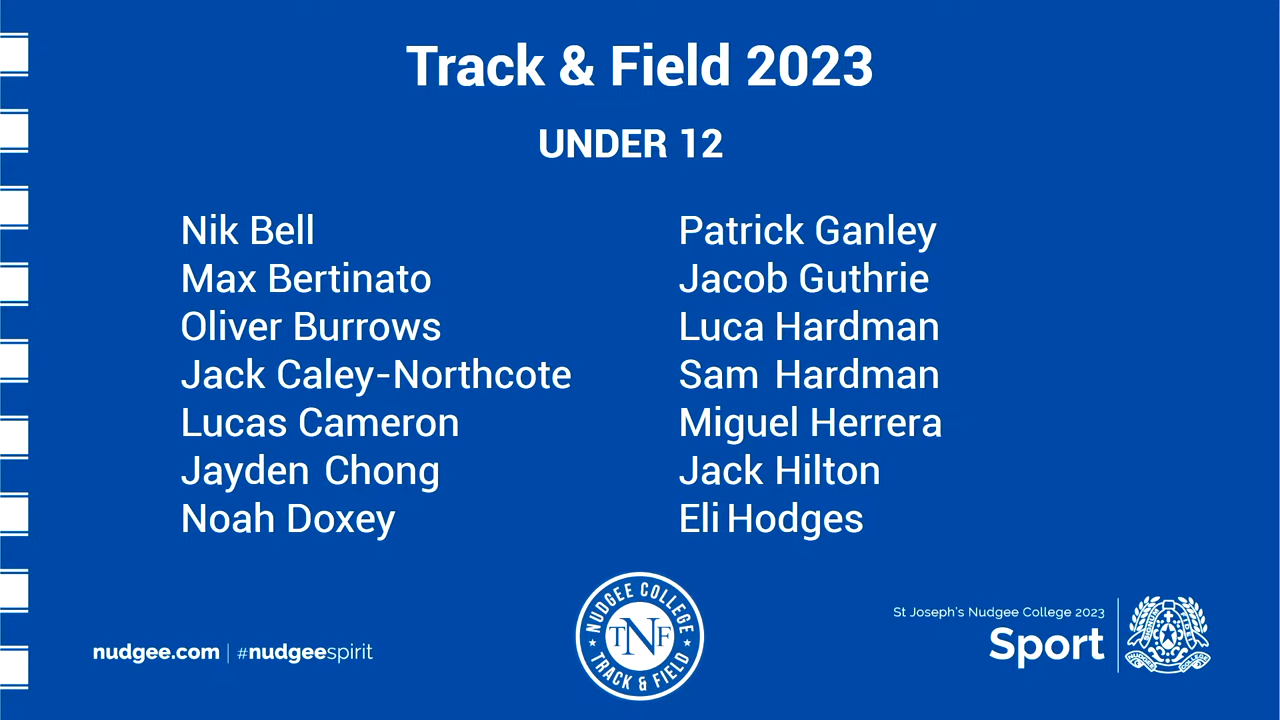 Track & Field 2023
UNDER 12
Nik Bell
Max Bertinato
Oliver Burrows
Jack Caley-Northcote
Lucas Cameron
Jayden Chong
Noah Doxey
Patrick Ganley
Jacob Guthrie
Luca Hardman
Sam Hardman
Miguel Herrera
Jack Hilton
Eli Hodges
nudgee.com | #nudgeespirit
NUDGEE COLLEGE
TNF
TRACK & FIELD
St Joseph's Nudgee College 2023
Sport